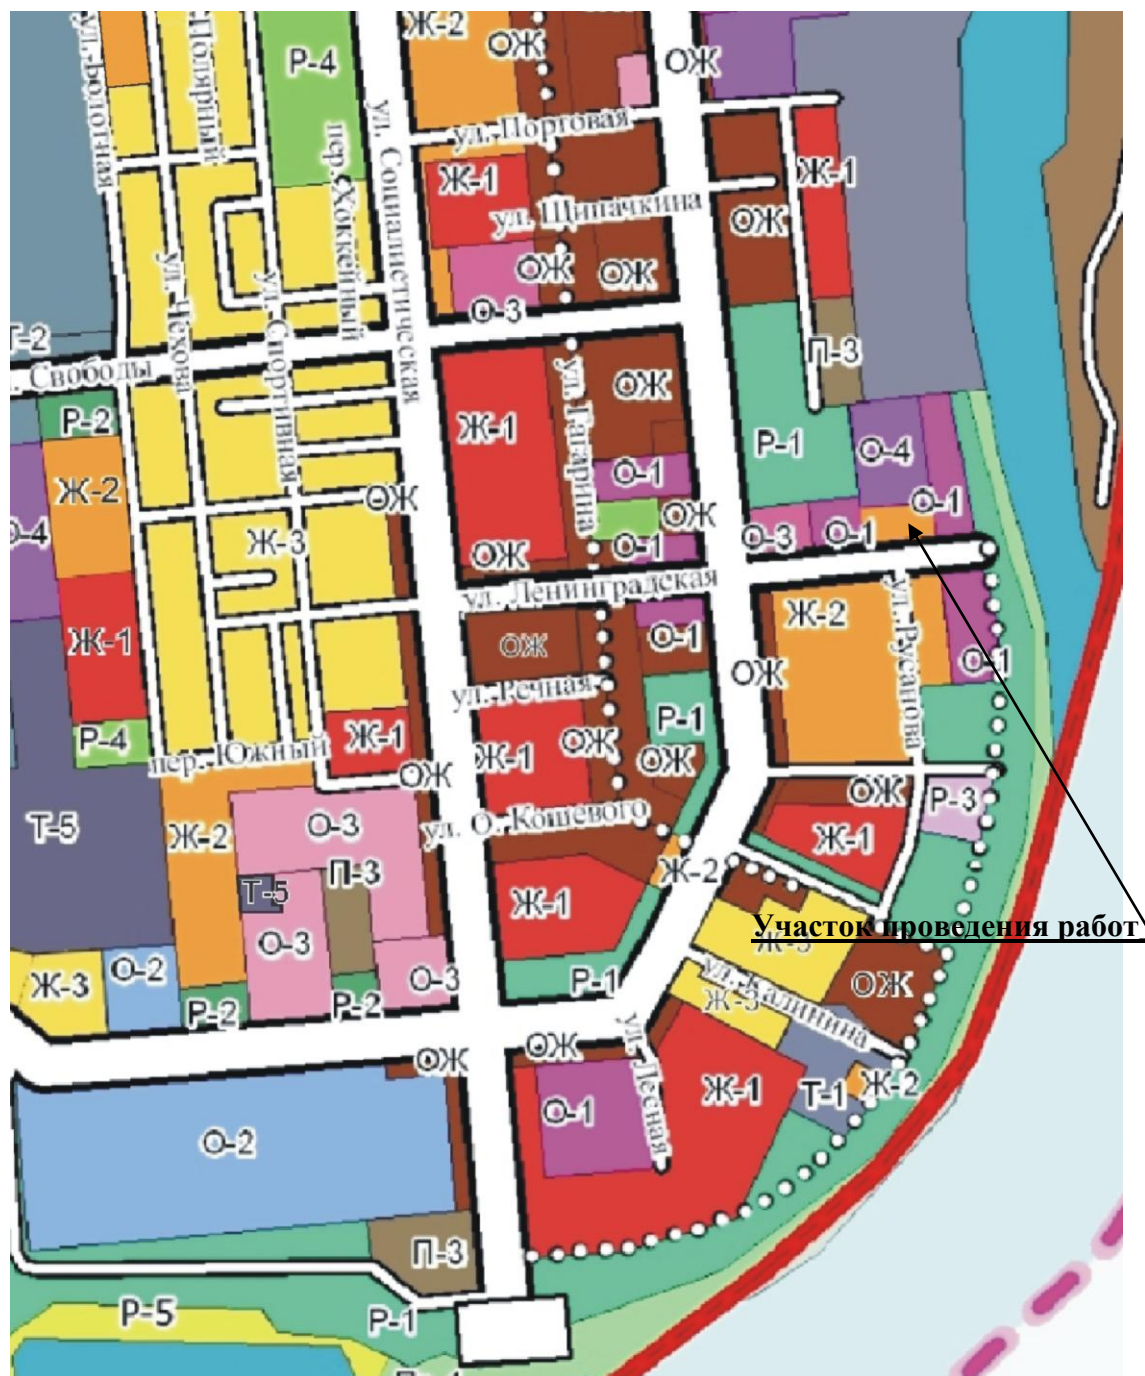 Ж-2
ОЖ
ул. Болотная
Полярный
Р-4
ОЖ
ул. Портовая
пер. Хоккейный
ул. Социалистическая
Ж-1
Ж-1
ул. Щипачкина
ОЖ
ОЖ
ОЖ
ул. Чехова
ул. Спортивная
О-3
Т-2
Свободы
П-3
ул. Гагарина
ОЖ
Р-2
Ж-1
Р-1
О-4
О-1
Ж-2
ОЖ
О-1
ОЖ
О-4
Ж-3
О-1
О-3
О-1
ОЖ
ул. Ленинградская
ул. Русанова
Ж-2
Ж-1
ОЖ
О-1
О-1
ОЖ
ул. Речная
Р-1
Р-4
пер. Южный
Ж-1
ОЖ
Ж-1
ОЖ
ОЖ
ОЖ
Р-3
Т-5
Ж-2
О-3
ул. О. Кошевого
Ж-1
П-3
Ж-2
Т-5
Ж-1
Участок проведения работ
О-3
Ж-3
Ж-3
О-2
О-3
Р-1
ул. Калинина
ОЖ
Р-2
Р-2
Ж-3
ул. Лесная
ОЖ
ОЖ
Ж-1
Т-1
Ж-2
О-1
О-2
П-3
Р-5
Р-1